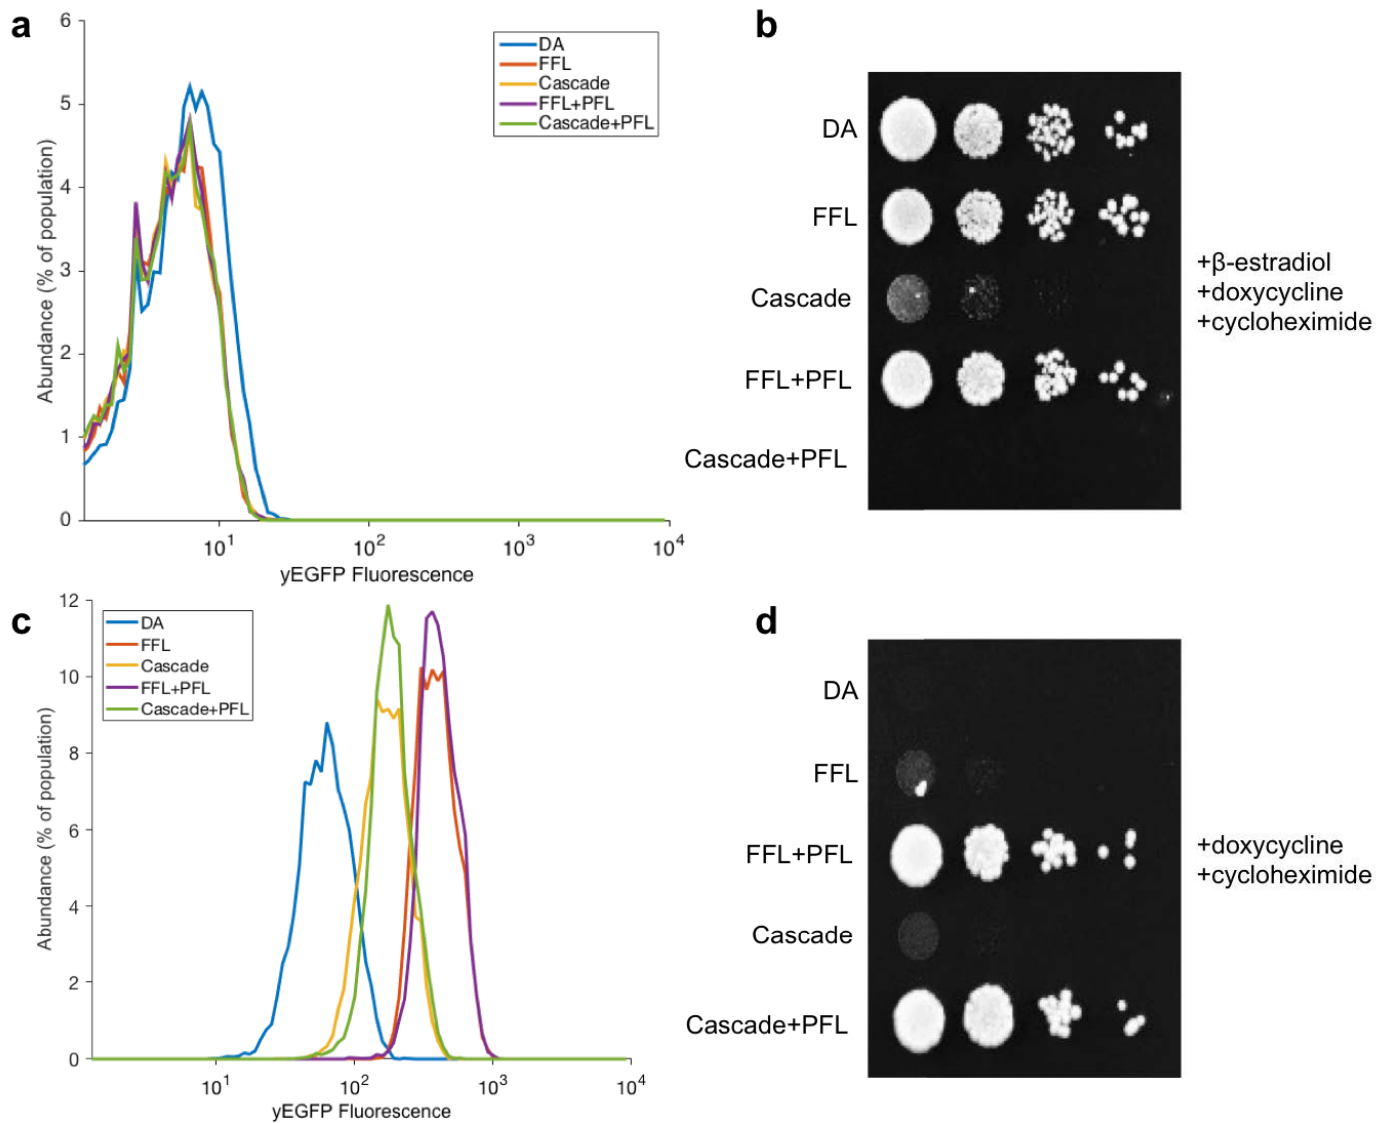 a
6
5
4
3
2
1
0
Abundance (% of population)
DA
FFL
Cascade
FFL+PFL
Cascade+PFL
10¹
10²
10³
10⁴
yEGFP Fluorescence
b
DA
FFL
Cascade
FFL+PFL
Cascade+PFL
+β-estradiol
+doxycycline
+cycloheximide
c
12
10
8
6
4
2
0
Abundance (% of population)
DA
FFL
Cascade
FFL+PFL
Cascade+PFL
10¹
10²
10³
10⁴
yEGFP Fluorescence
d
DA
FFL
FFL+PFL
Cascade
Cascade+PFL
+doxycycline
+cycloheximide